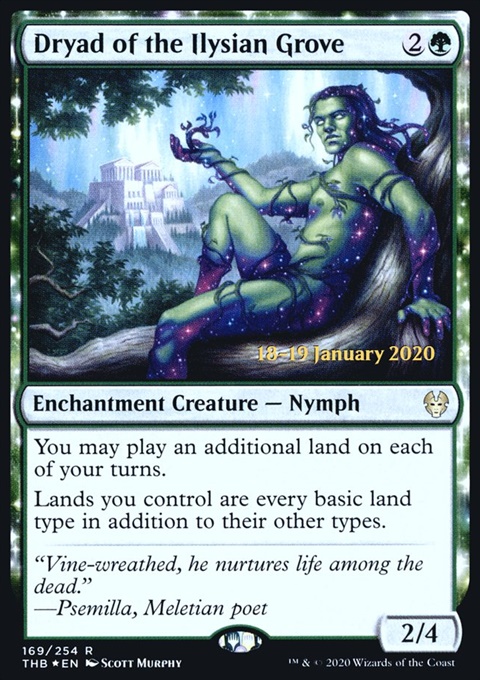 Dryad of the Ilysian Grove 2
18–19 January 2020
Enchantment Creature — Nymph
You may play an additional land on each
of your turns.
Lands you control are every basic land
type in addition to their other types.
“Vine-wreathed, he nurtures life among the
dead.”
—Psemilla, Meletian poet
2/4
169/254 R
THB ★ EN Scott Murphy
™ & © 2020 Wizards of the Coast